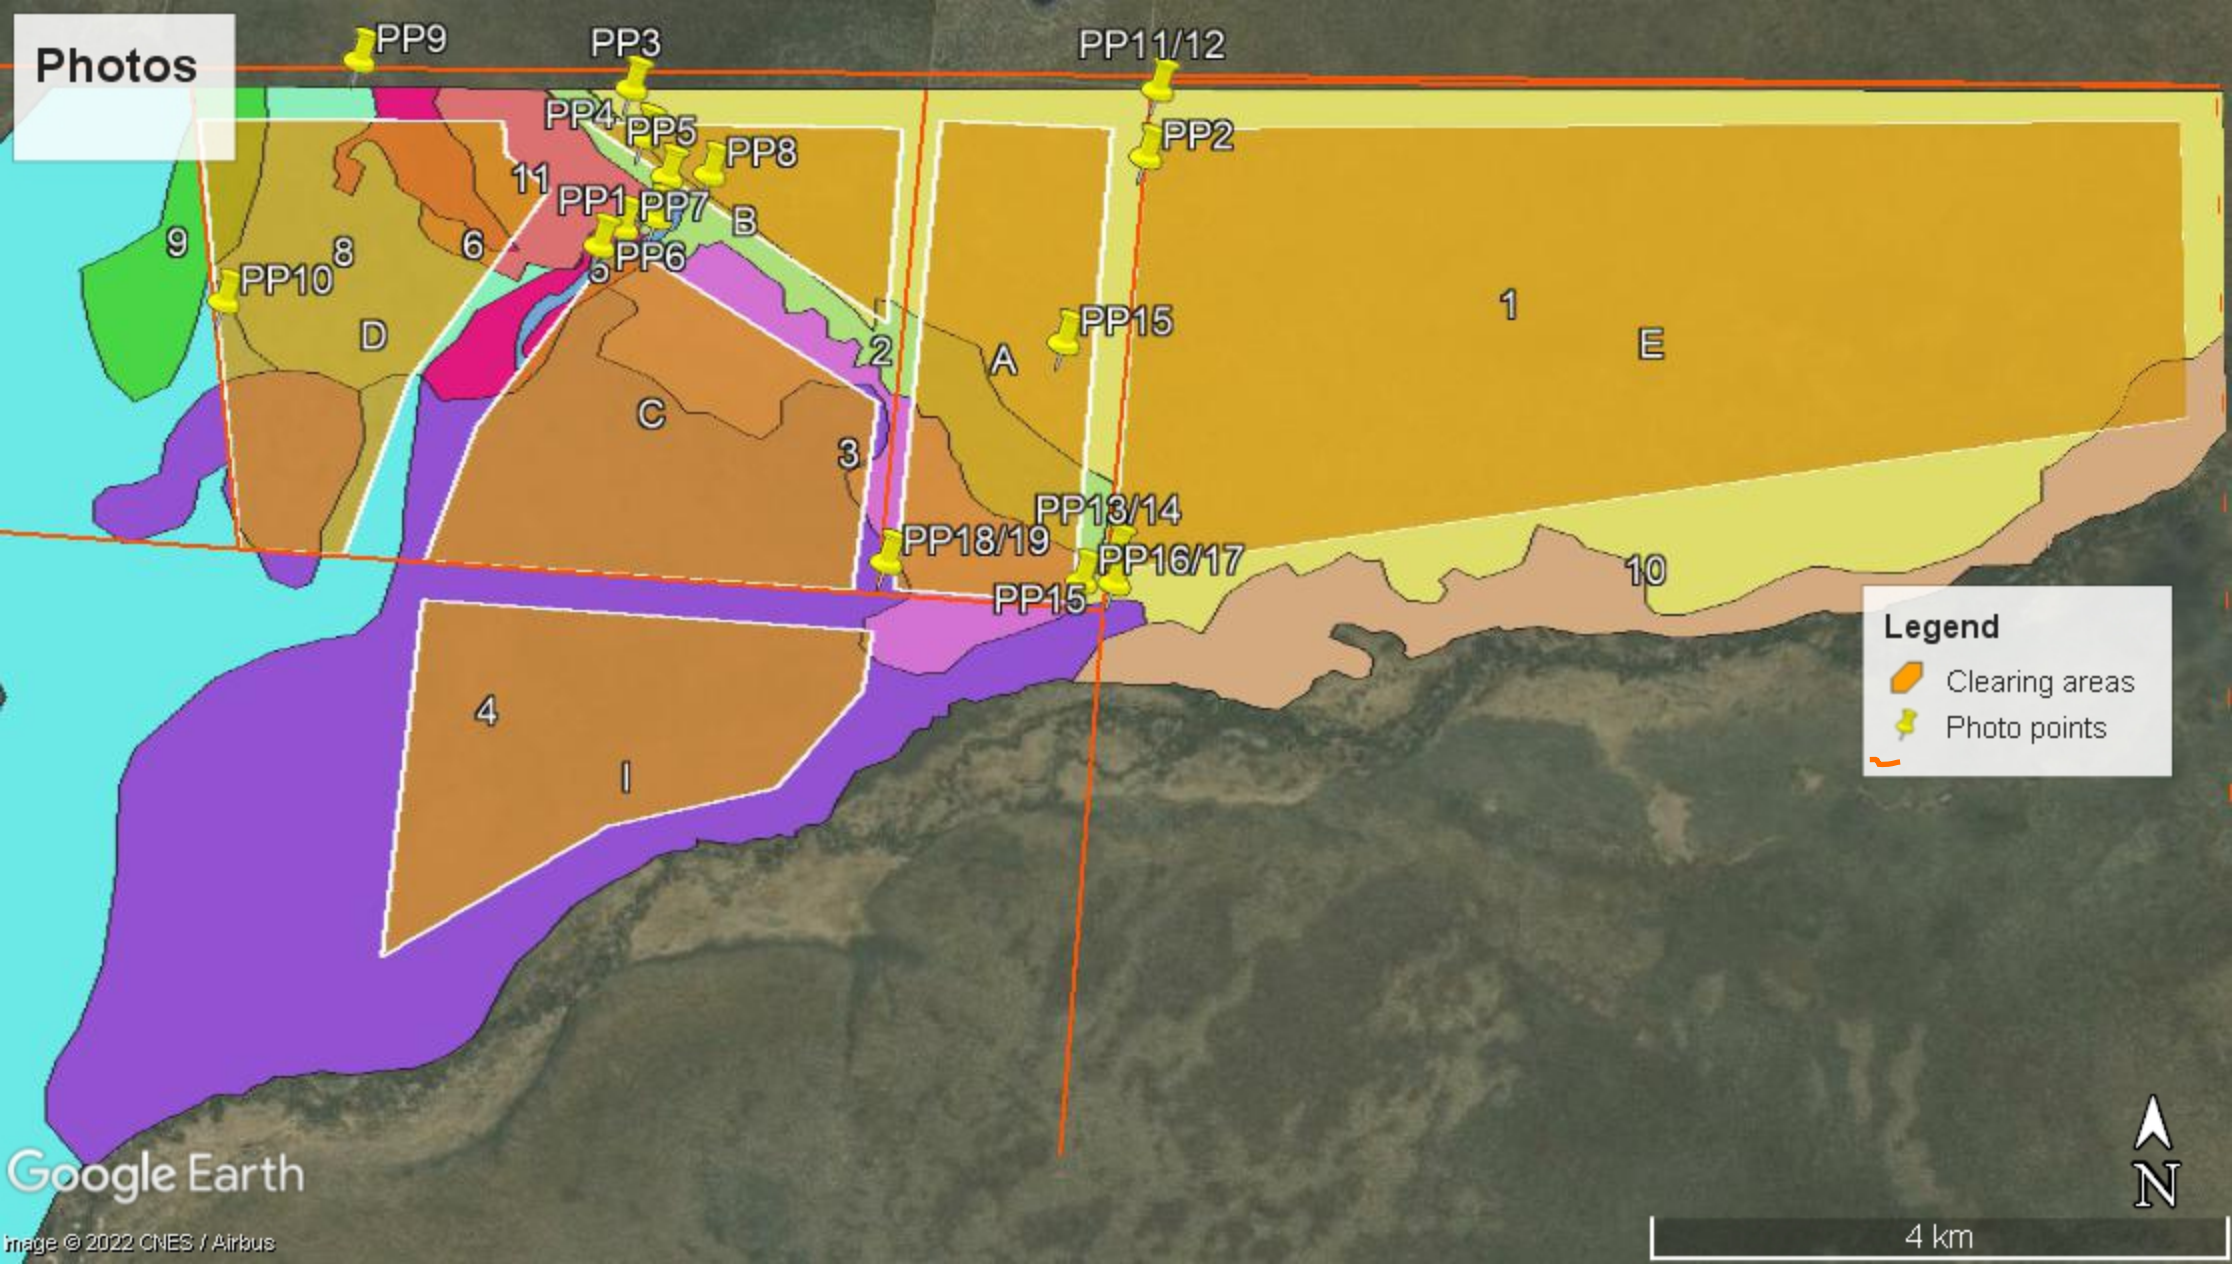 Photos
PP9
PP3
PP11/12
PP4
PP5
PP8
PP2
11
PP1
PP7
B
9
8
6
5
PP6
PP10
D
2
A
PP15
1
E
C
3
PP13/14
PP18/19
PP16/17
PP15
10
Legend
Clearing areas
Photo points
4
I
Google Earth
N
Image © 2022 CNES / Airbus
4 km